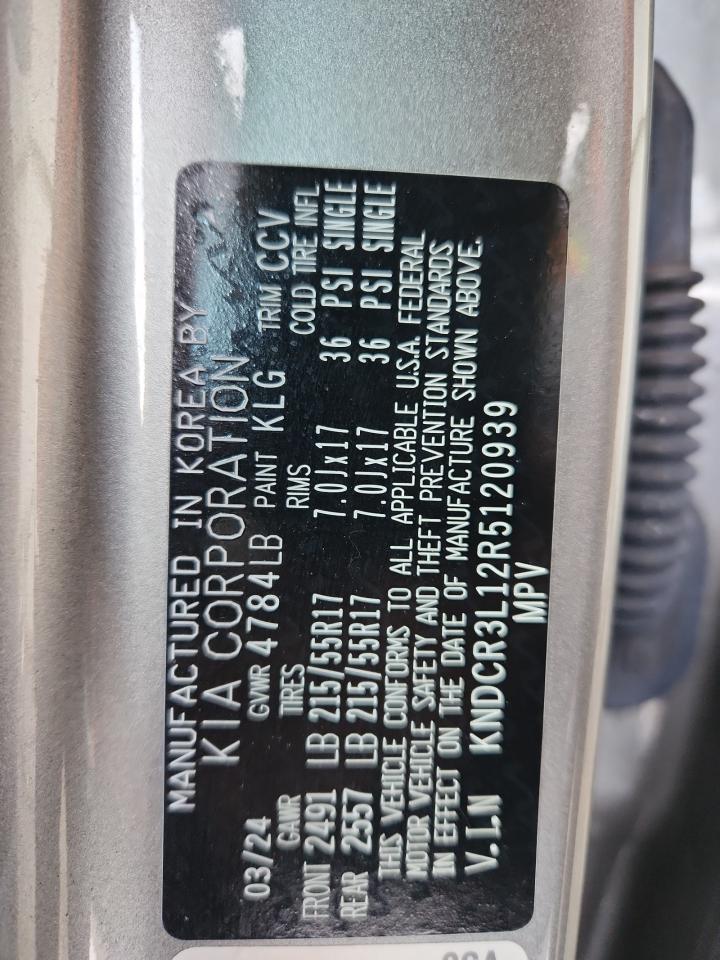 MANUFACTURED IN KOREA BY
KIA CORPORATION
03/24 GVWR 4784LB PAINT KLG TRIM CCV
GAWR TIRES RIMS COLD TIRE INFL
FRONT 2491 LB 215/55R17 7.0Jx17 36 PSI SINGLE
REAR 2557 LB 215/55R17 7.0Jx17 36 PSI SINGLE
THIS VEHICLE CONFORMS TO ALL APPLICABLE U.S.A. FEDERAL
MOTOR VEHICLE SAFETY AND THEFT PREVENTION STANDARDS
IN EFFECT ON THE DATE OF MANUFACTURE SHOWN ABOVE.
V.I.N KNDCR3L12R5120939
MPV